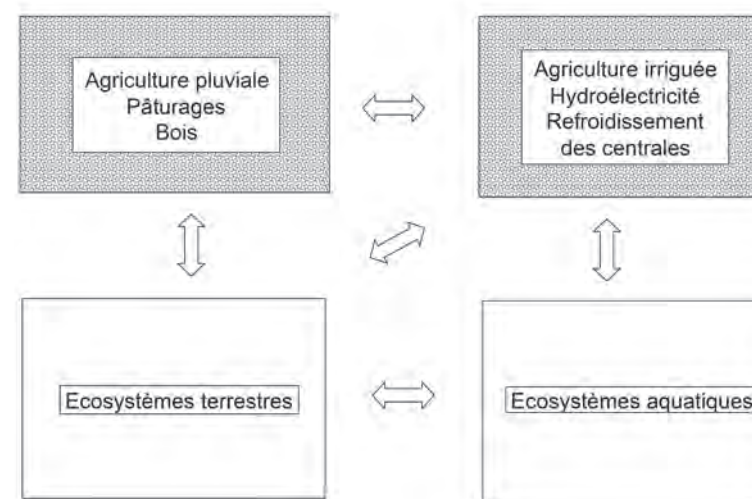 Agriculture pluviale
Pâturages
Bois
Agriculture irriguée
Hydroélectricité
Refroidissement
des centrales
Ecosystèmes terrestres
Ecosystèmes aquatiques